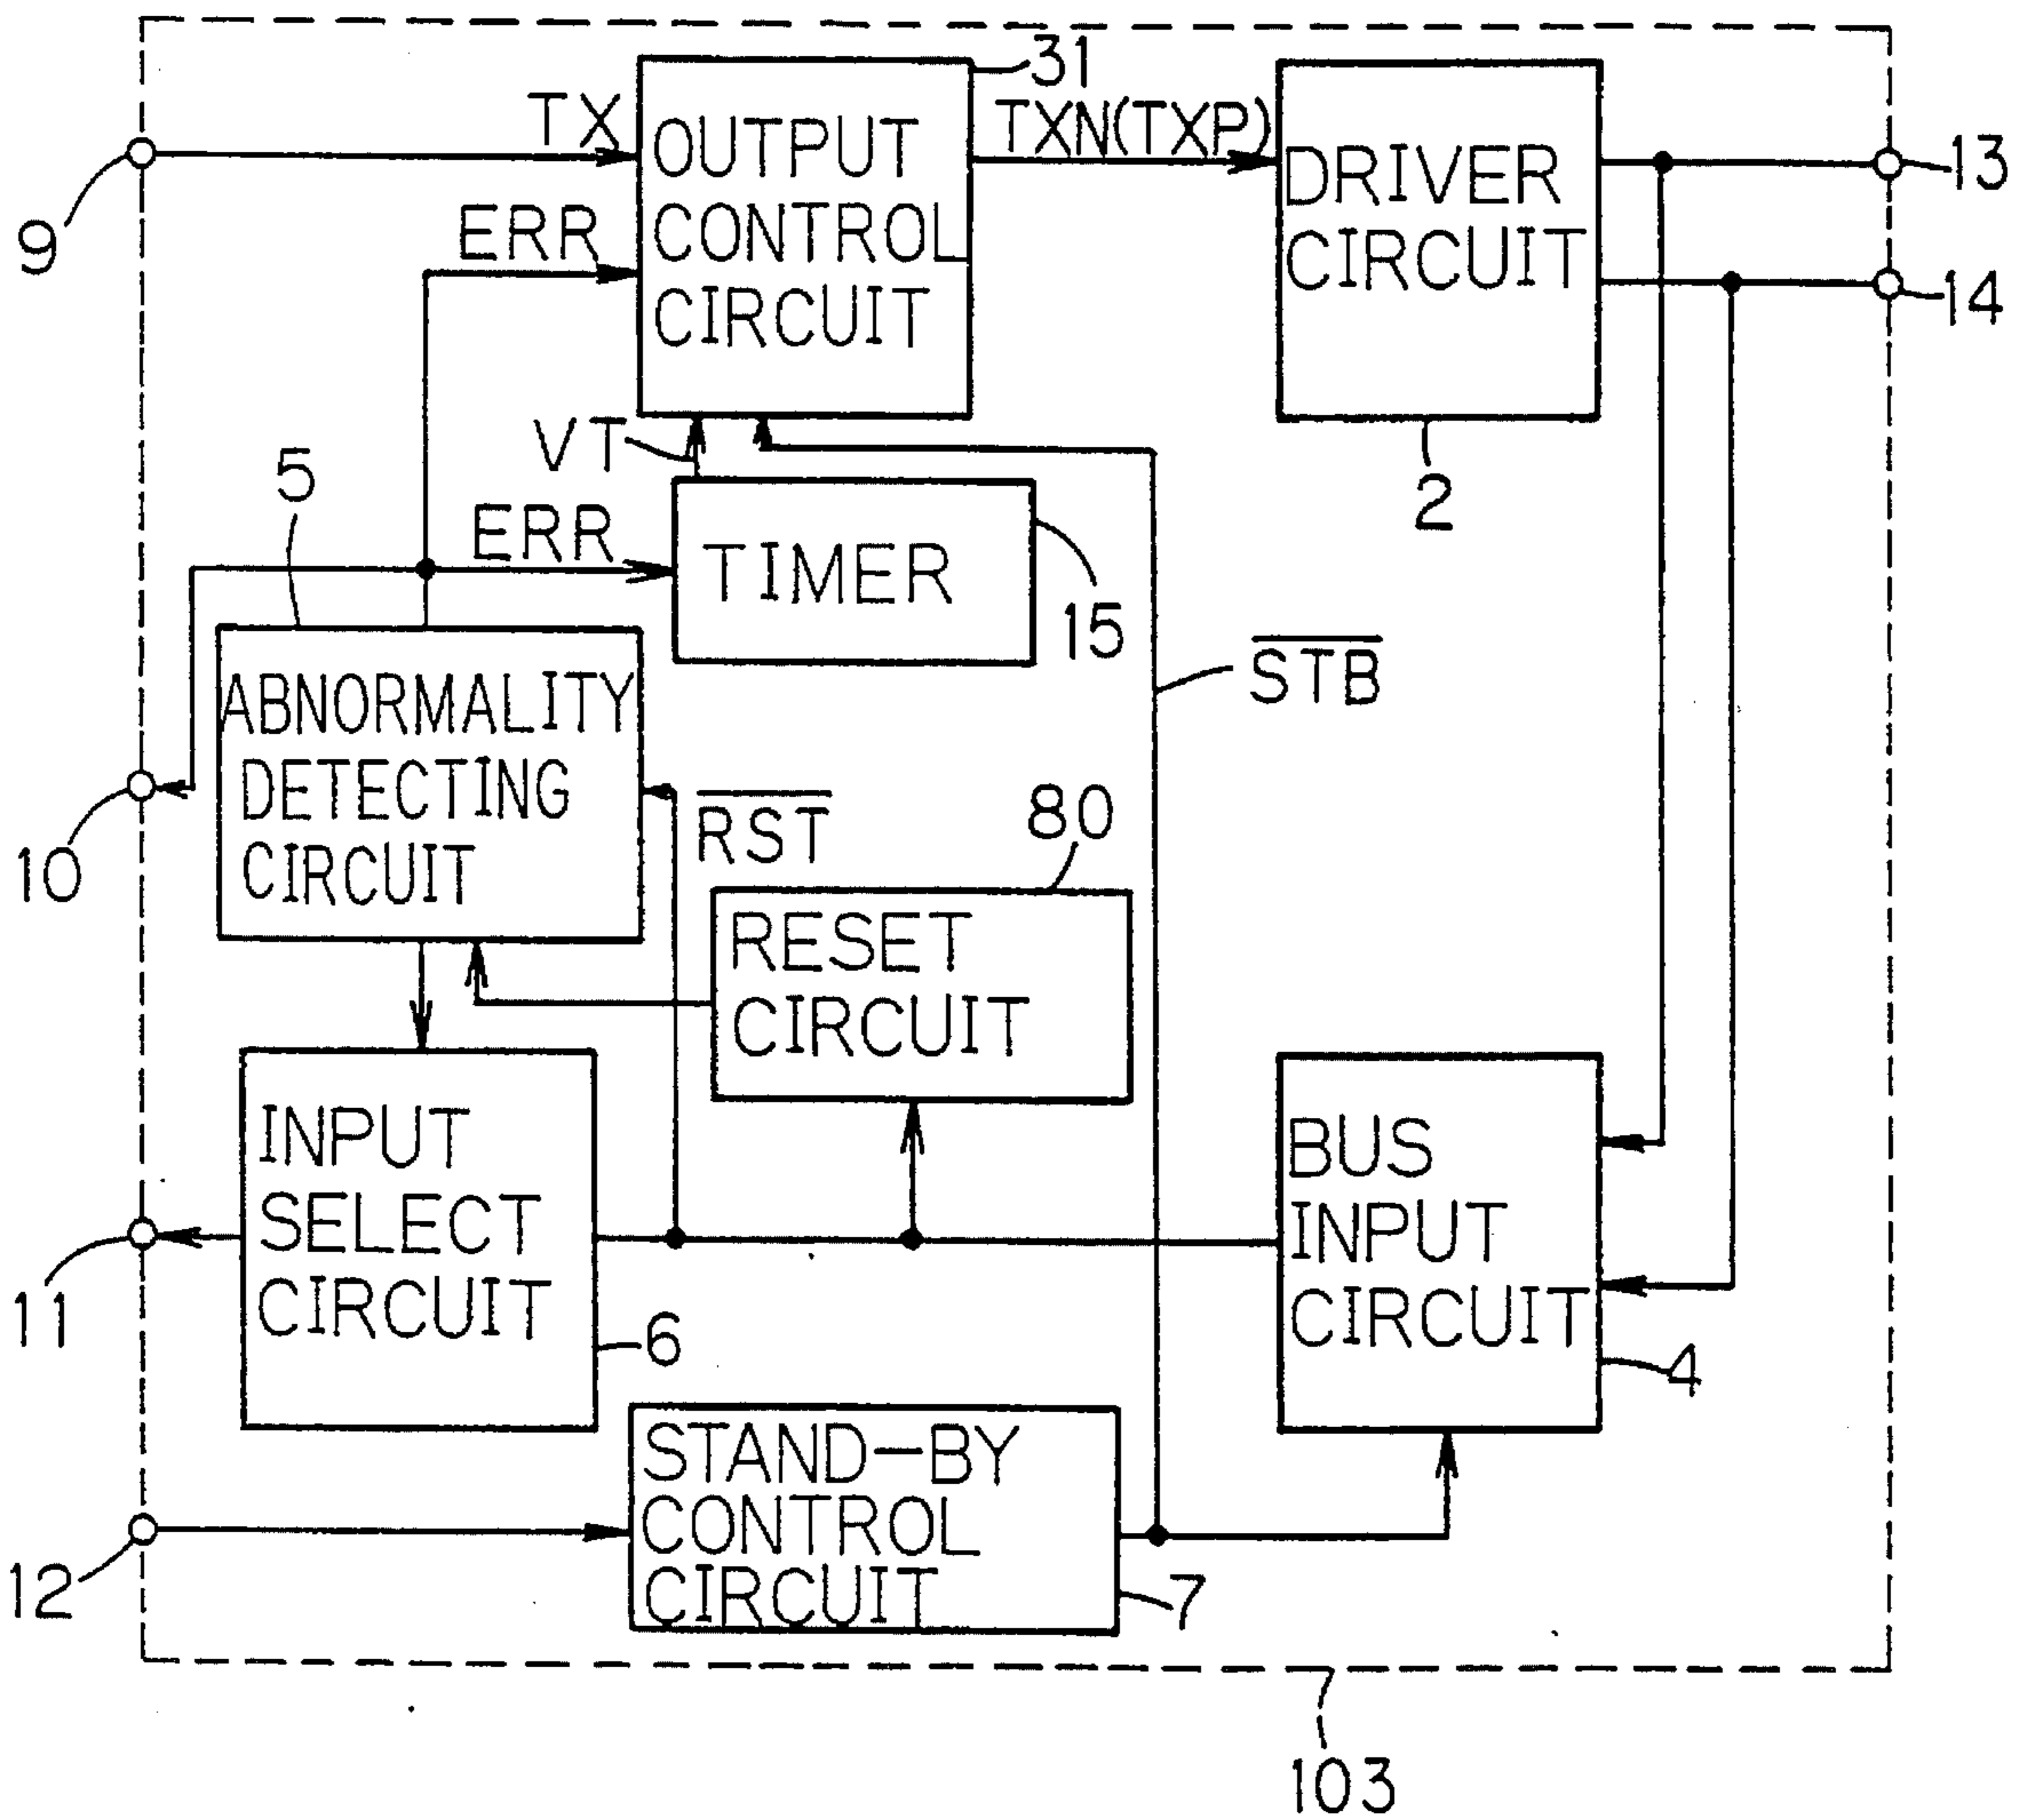 31
TX
OUTPUT
CONTROL
CIRCUIT
TXN(TXP)
DRIVER
CIRCUIT
13
9
ERR
14
VT
2
5
ERR
TIMER
15
S̅T̅B̅
ABNORMALITY
DETECTING
CIRCUIT
R̅S̅T̅
80
10
RESET
CIRCUIT
INPUT
SELECT
CIRCUIT
BUS
INPUT
CIRCUIT
11
6
4
STAND-BY
CONTROL
CIRCUIT
12
7
103